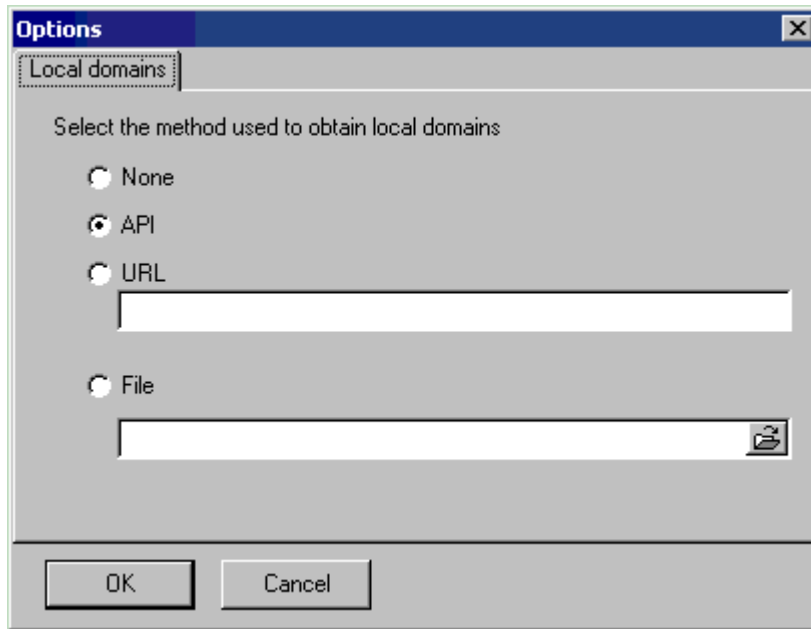 Options
Local domains
Select the method used to obtain local domains
None
API
URL
File
OK Cancel